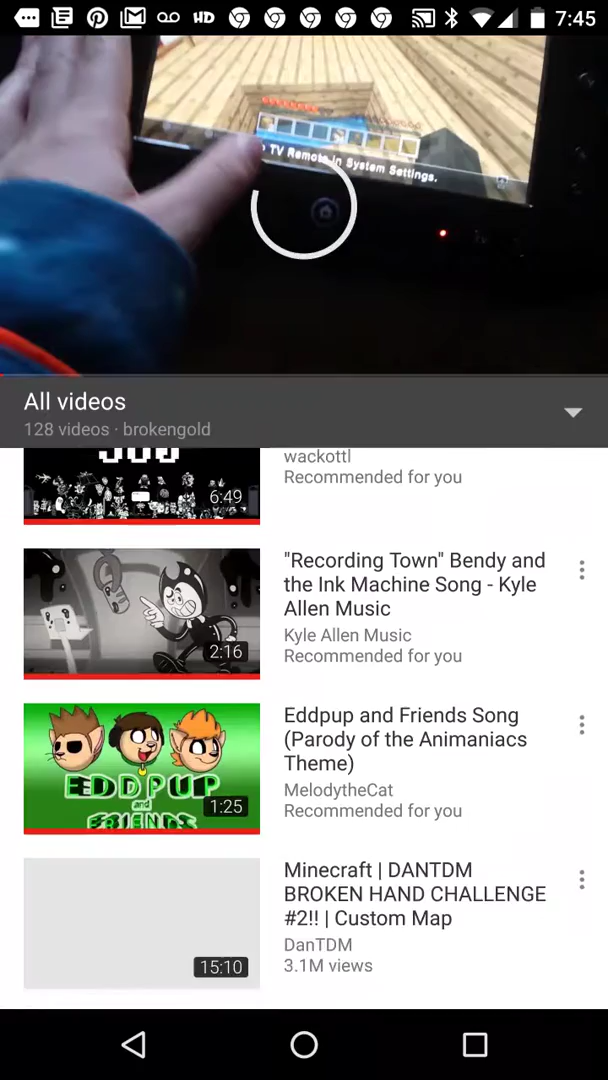 HD
7:45
TV Remote in System Settings.
All videos
128 videos · brokengold
wackottl
Recommended for you
6:49
"Recording Town" Bendy and
the Ink Machine Song - Kyle
Allen Music
Kyle Allen Music
Recommended for you
2:16
Eddpup and Friends Song
(Parody of the Animaniacs
Theme)
MelodytheCat
Recommended for you
EDDPUP
and
FRIENDS
1:25
Minecraft | DANTDM
BROKEN HAND CHALLENGE
#2!! | Custom Map
DanTDM
3.1M views
15:10